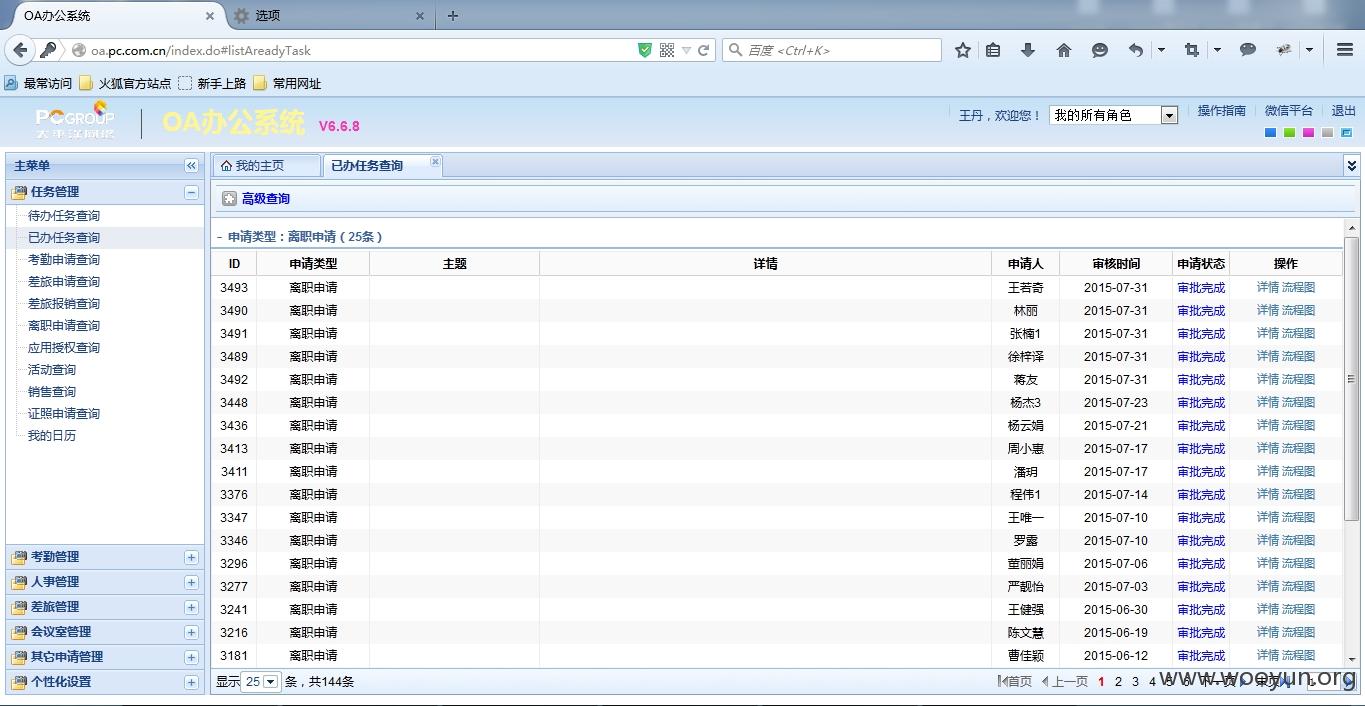 OA办公系统 选项
oa.pc.com.cn/index.do#listAreadyTask 百度 <Ctrl+K>
最常访问 火狐官方站点 新手上路 常用网址
PCGROUP 太平洋网络 OA办公系统 V6.6.8 王丹，欢迎您！ 我的所有角色 操作指南 微信平台 退出
主菜单 我的主页 已办任务查询
任务管理 高级查询
待办任务查询
已办任务查询
考勤申请查询
差旅申请查询
差旅报销查询
离职申请查询
应用授权查询
活动查询
销售查询
证照申请查询
我的日历
考勤管理
人事管理
差旅管理
会议室管理
其它申请管理
个性化设置
- 申请类型：离职申请 ( 25条 )
ID 申请类型 主题 详情 申请人 审核时间 申请状态 操作
3493 离职申请 王若奇 2015-07-31 审批完成 详情 流程图
3490 离职申请 林丽 2015-07-31 审批完成 详情 流程图
3491 离职申请 张楠1 2015-07-31 审批完成 详情 流程图
3489 离职申请 徐梓泽 2015-07-31 审批完成 详情 流程图
3492 离职申请 蒋友 2015-07-31 审批完成 详情 流程图
3448 离职申请 杨杰3 2015-07-23 审批完成 详情 流程图
3436 离职申请 杨云娟 2015-07-21 审批完成 详情 流程图
3413 离职申请 周小惠 2015-07-17 审批完成 详情 流程图
3411 离职申请 潘玥 2015-07-17 审批完成 详情 流程图
3376 离职申请 程伟1 2015-07-14 审批完成 详情 流程图
3347 离职申请 王唯一 2015-07-10 审批完成 详情 流程图
3346 离职申请 罗露 2015-07-10 审批完成 详情 流程图
3296 离职申请 董丽娟 2015-07-06 审批完成 详情 流程图
3277 离职申请 严靓怡 2015-07-03 审批完成 详情 流程图
3241 离职申请 王健强 2015-06-30 审批完成 详情 流程图
3216 离职申请 陈文慧 2015-06-19 审批完成 详情 流程图
3181 离职申请 曹佳颖 2015-06-12 审批完成 详情 流程图
显示 25 条，共144条 首页 上一页 1 2 3 4 5 6
www.wooyun.org